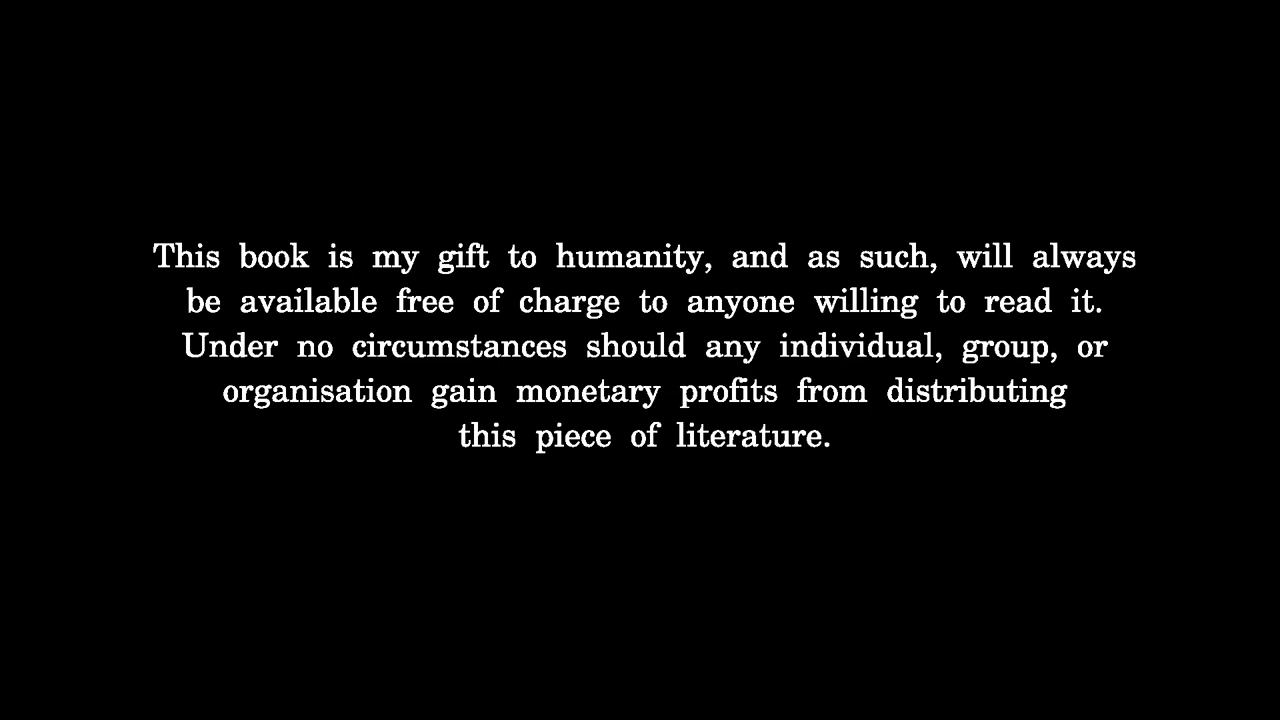 This book is my gift to humanity, and as such, will always
be available free of charge to anyone willing to read it.
Under no circumstances should any individual, group, or
organisation gain monetary profits from distributing
this piece of literature.